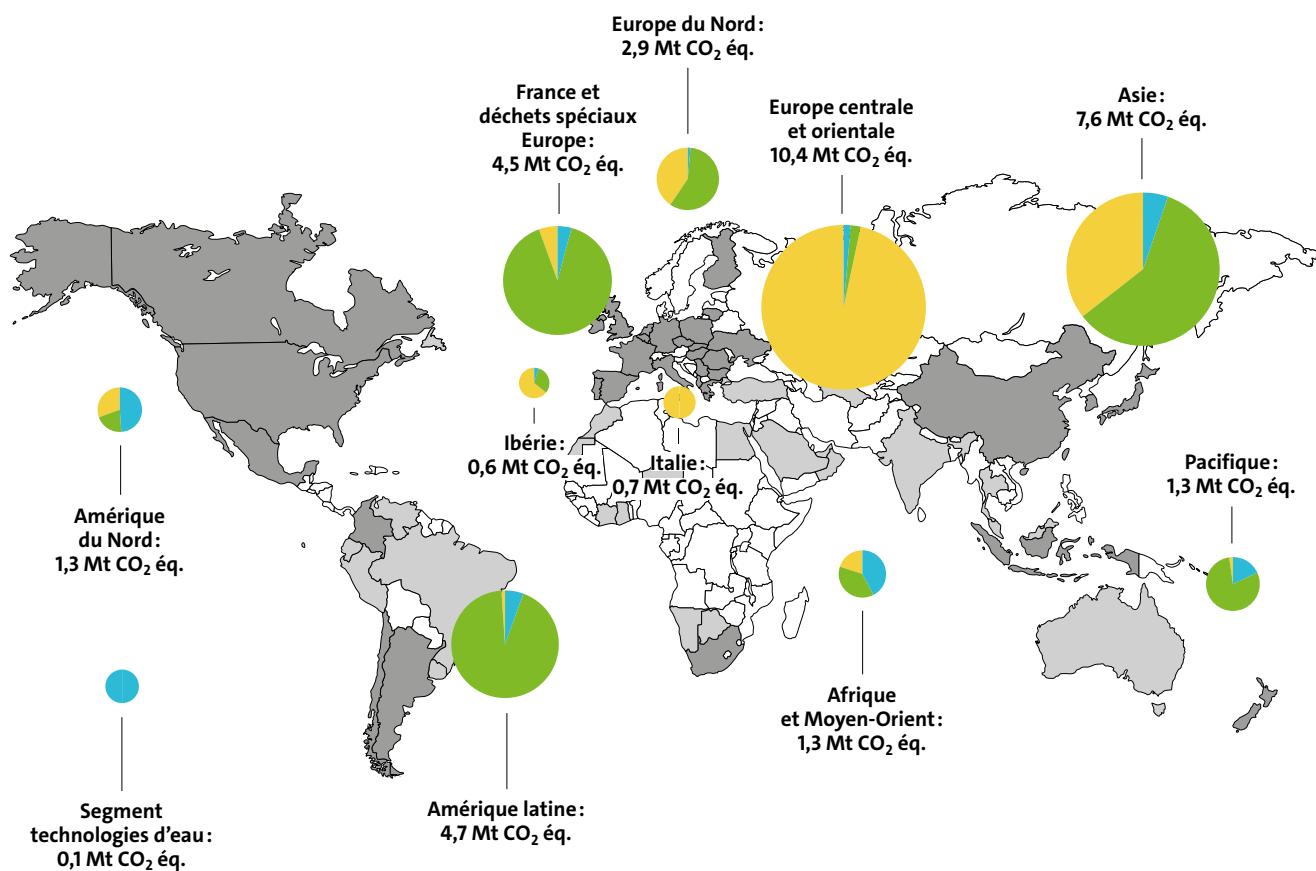 Europe du Nord :
2,9 Mt CO₂ éq.
France et
déchets spéciaux
Europe :
4,5 Mt CO₂ éq.
Europe centrale
et orientale
10,4 Mt CO₂ éq.
Asie :
7,6 Mt CO₂ éq.
Ibérie :
0,6 Mt CO₂ éq.
Italie :
0,7 Mt CO₂ éq.
Pacifique :
1,3 Mt CO₂ éq.
Amérique
du Nord :
1,3 Mt CO₂ éq.
Afrique
et Moyen-Orient :
1,3 Mt CO₂ éq.
Segment
technologies d'eau :
0,1 Mt CO₂ éq.
Amérique latine :
4,7 Mt CO₂ éq.